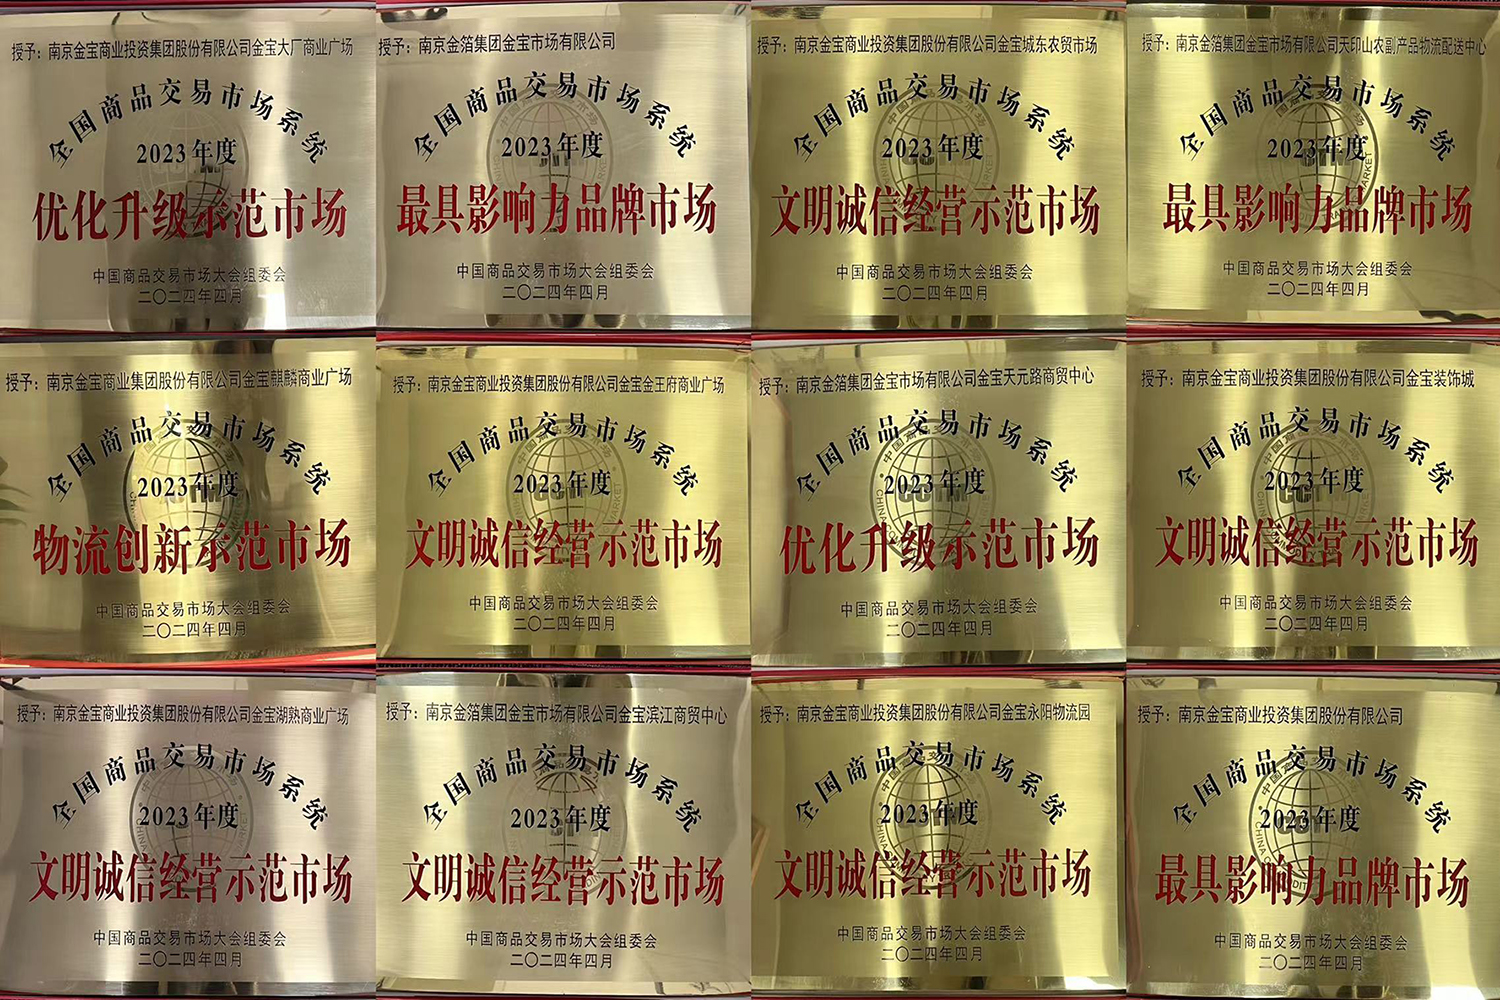 授予：南京金宝商业投资集团股份有限公司金宝大厂商业广场
全国商品交易市场系统
2023年度
优化升级示范市场
中国商品交易市场大会组委会
二〇二四年四月
授予：南京金箔集团金宝市场有限公司
全国商品交易市场系统
2023年度
最具影响力品牌市场
中国商品交易市场大会组委会
二〇二四年四月
授予：南京金宝商业投资集团股份有限公司金宝城东农贸市场
全国商品交易市场系统
2023年度
文明诚信经营示范市场
中国商品交易市场大会组委会
二〇二四年四月
授予：南京金箔集团金宝市场有限公司天印山农副产品物流配送中心
全国商品交易市场系统
2023年度
最具影响力品牌市场
中国商品交易市场大会组委会
二〇二四年四月
授予：南京金宝商业集团股份有限公司金宝麒麟商业广场
全国商品交易市场系统
2023年度
物流创新示范市场
中国商品交易市场大会组委会
二〇二四年四月
授予：南京金宝商业投资集团股份有限公司金宝金王府商业广场
全国商品交易市场系统
2023年度
文明诚信经营示范市场
中国商品交易市场大会组委会
二〇二四年四月
授予：南京金箔集团金宝市场有限公司金宝天元路商贸中心
全国商品交易市场系统
2023年度
优化升级示范市场
中国商品交易市场大会组委会
二〇二四年四月
授予：南京金宝商业投资集团股份有限公司金宝装饰城
全国商品交易市场系统
2023年度
文明诚信经营示范市场
中国商品交易市场大会组委会
二〇二四年四月
授予：南京金宝商业投资集团股份有限公司金宝湖熟商业广场
全国商品交易市场系统
2023年度
文明诚信经营示范市场
中国商品交易市场大会组委会
二〇二四年四月
授予：南京金箔集团金宝市场有限公司金宝滨江商贸中心
全国商品交易市场系统
2023年度
文明诚信经营示范市场
中国商品交易市场大会组委会
二〇二四年四月
授予：南京金宝商业投资集团股份有限公司金宝永阳物流园
全国商品交易市场系统
2023年度
文明诚信经营示范市场
中国商品交易市场大会组委会
二〇二四年四月
授予：南京金宝商业投资集团股份有限公司
全国商品交易市场系统
2023年度
最具影响力品牌市场
中国商品交易市场大会组委会
二〇二四年四月